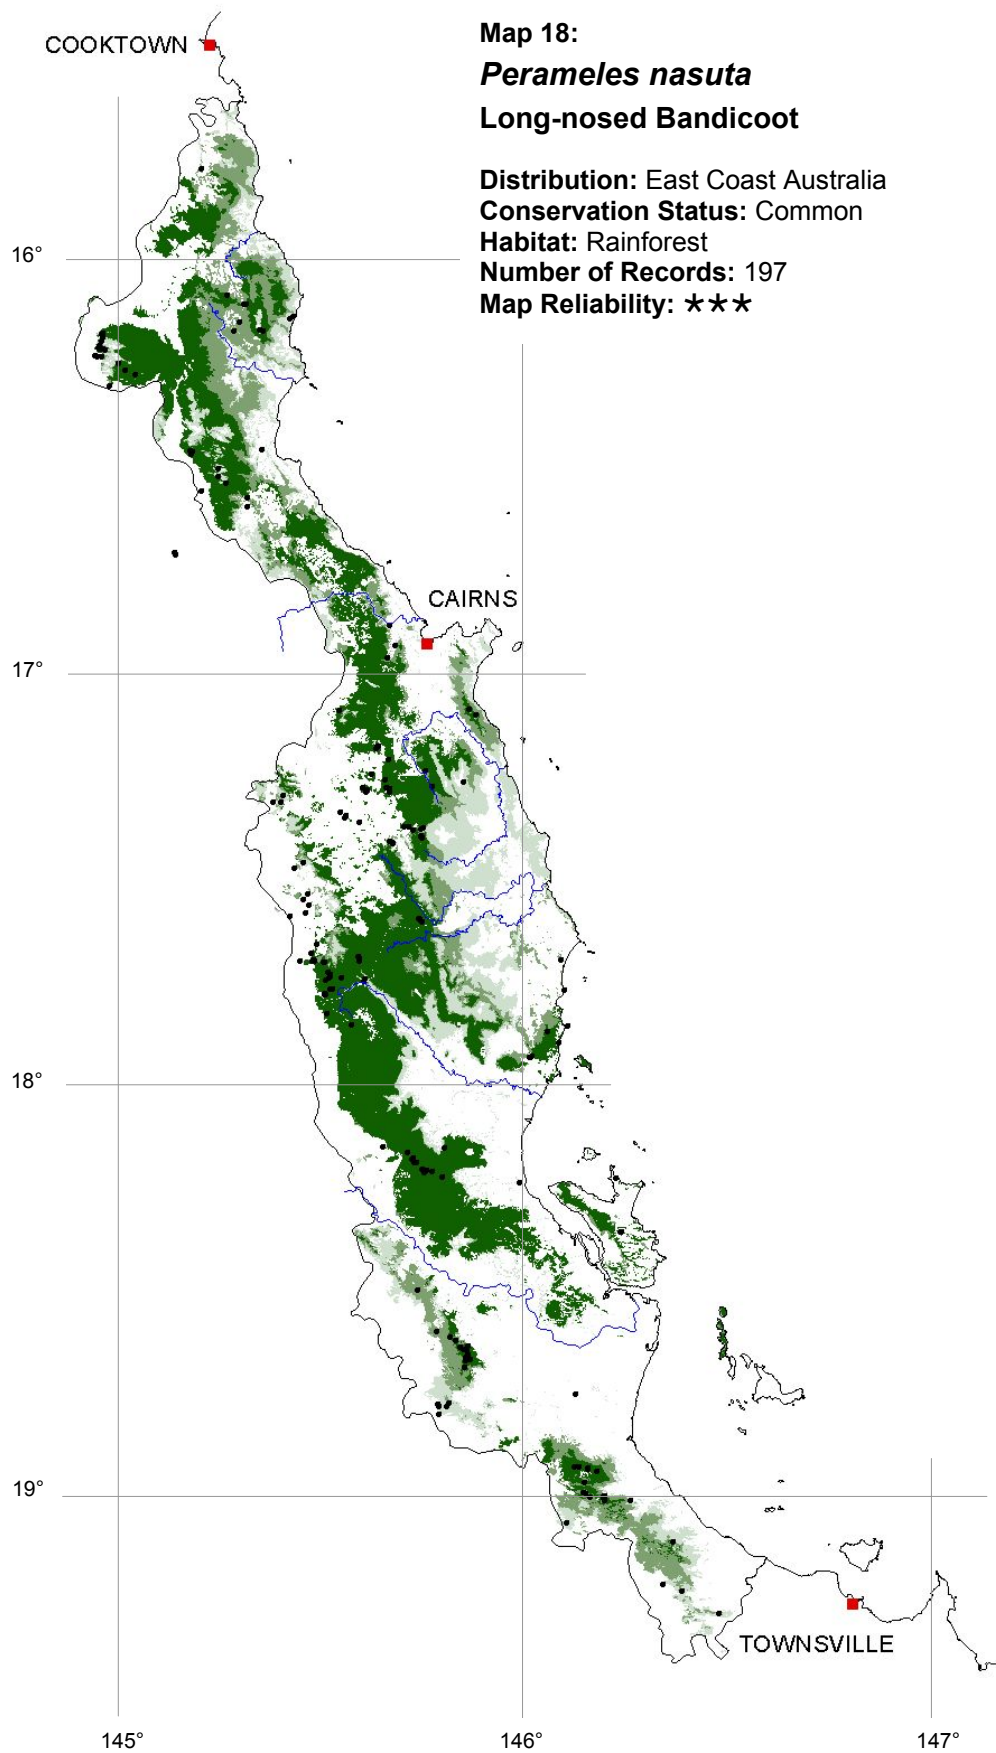 COOKTOWN
Map 18:
Perameles nasuta
Long-nosed Bandicoot
Distribution: East Coast Australia
Conservation Status: Common
Habitat: Rainforest
Number of Records: 197
Map Reliability: ★★★
16°
CAIRNS
17°
18°
19°
TOWNSVILLE
145°
146°
147°